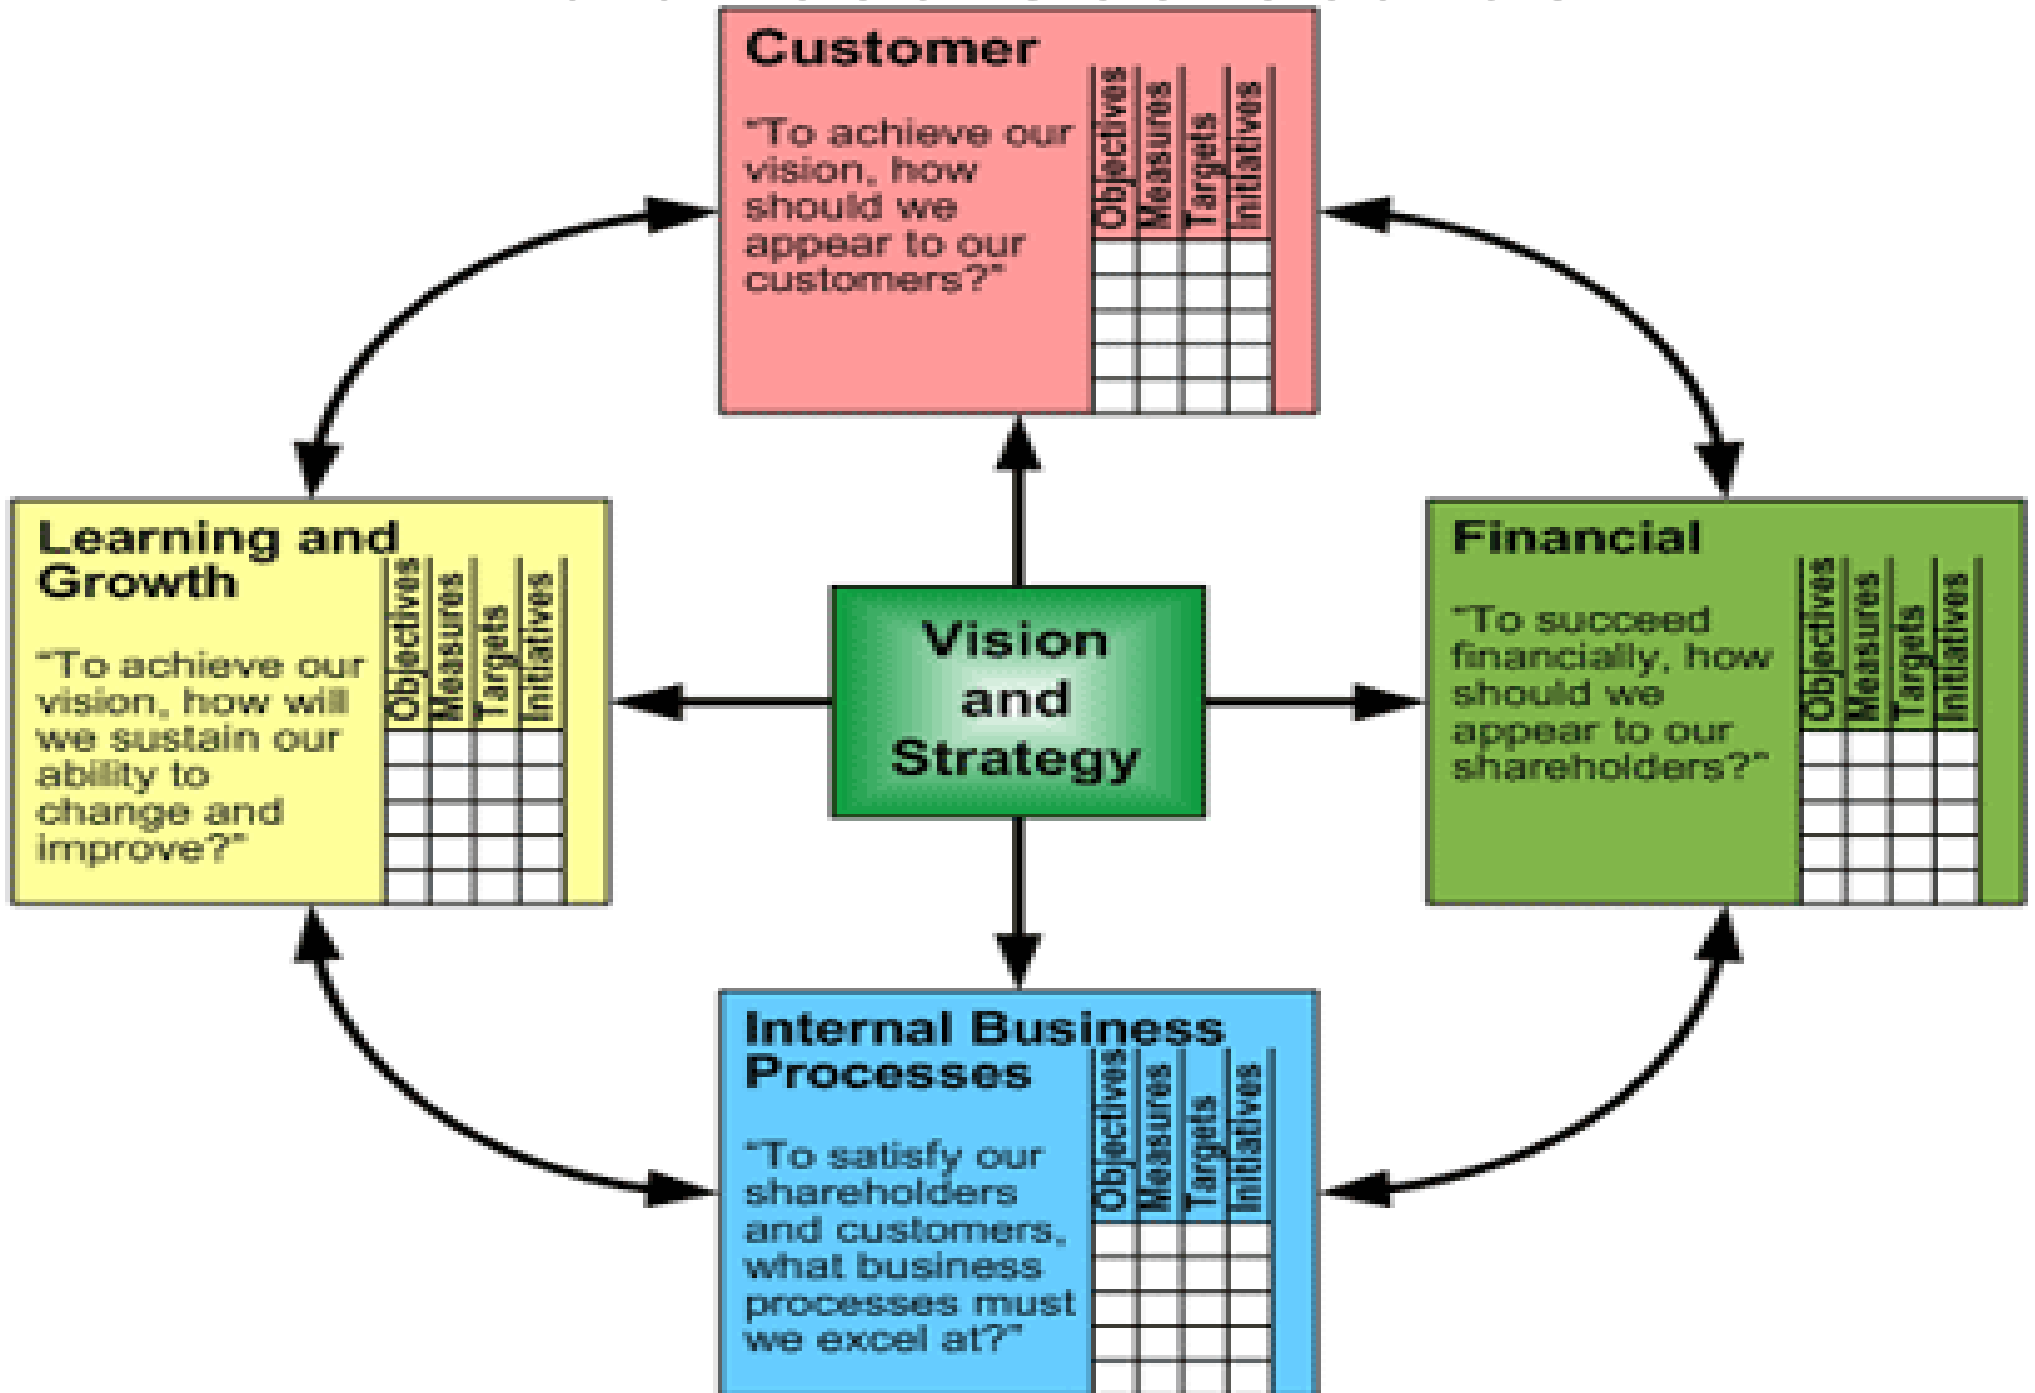 Customer
"To achieve our
vision, how
should we
appear to our
customers?"
Objectives
Measures
Targets
Initiatives
Learning and
Growth
"To achieve our
vision, how will
we sustain our
ability to
change and
improve?"
Objectives
Measures
Targets
Initiatives
Vision
and
Strategy
Financial
"To succeed
financially, how
should we
appear to our
shareholders?"
Objectives
Measures
Targets
Initiatives
Internal Business
Processes
"To satisfy our
shareholders
and customers,
what business
processes must
we excel at?"
Objectives
Measures
Targets
Initiatives